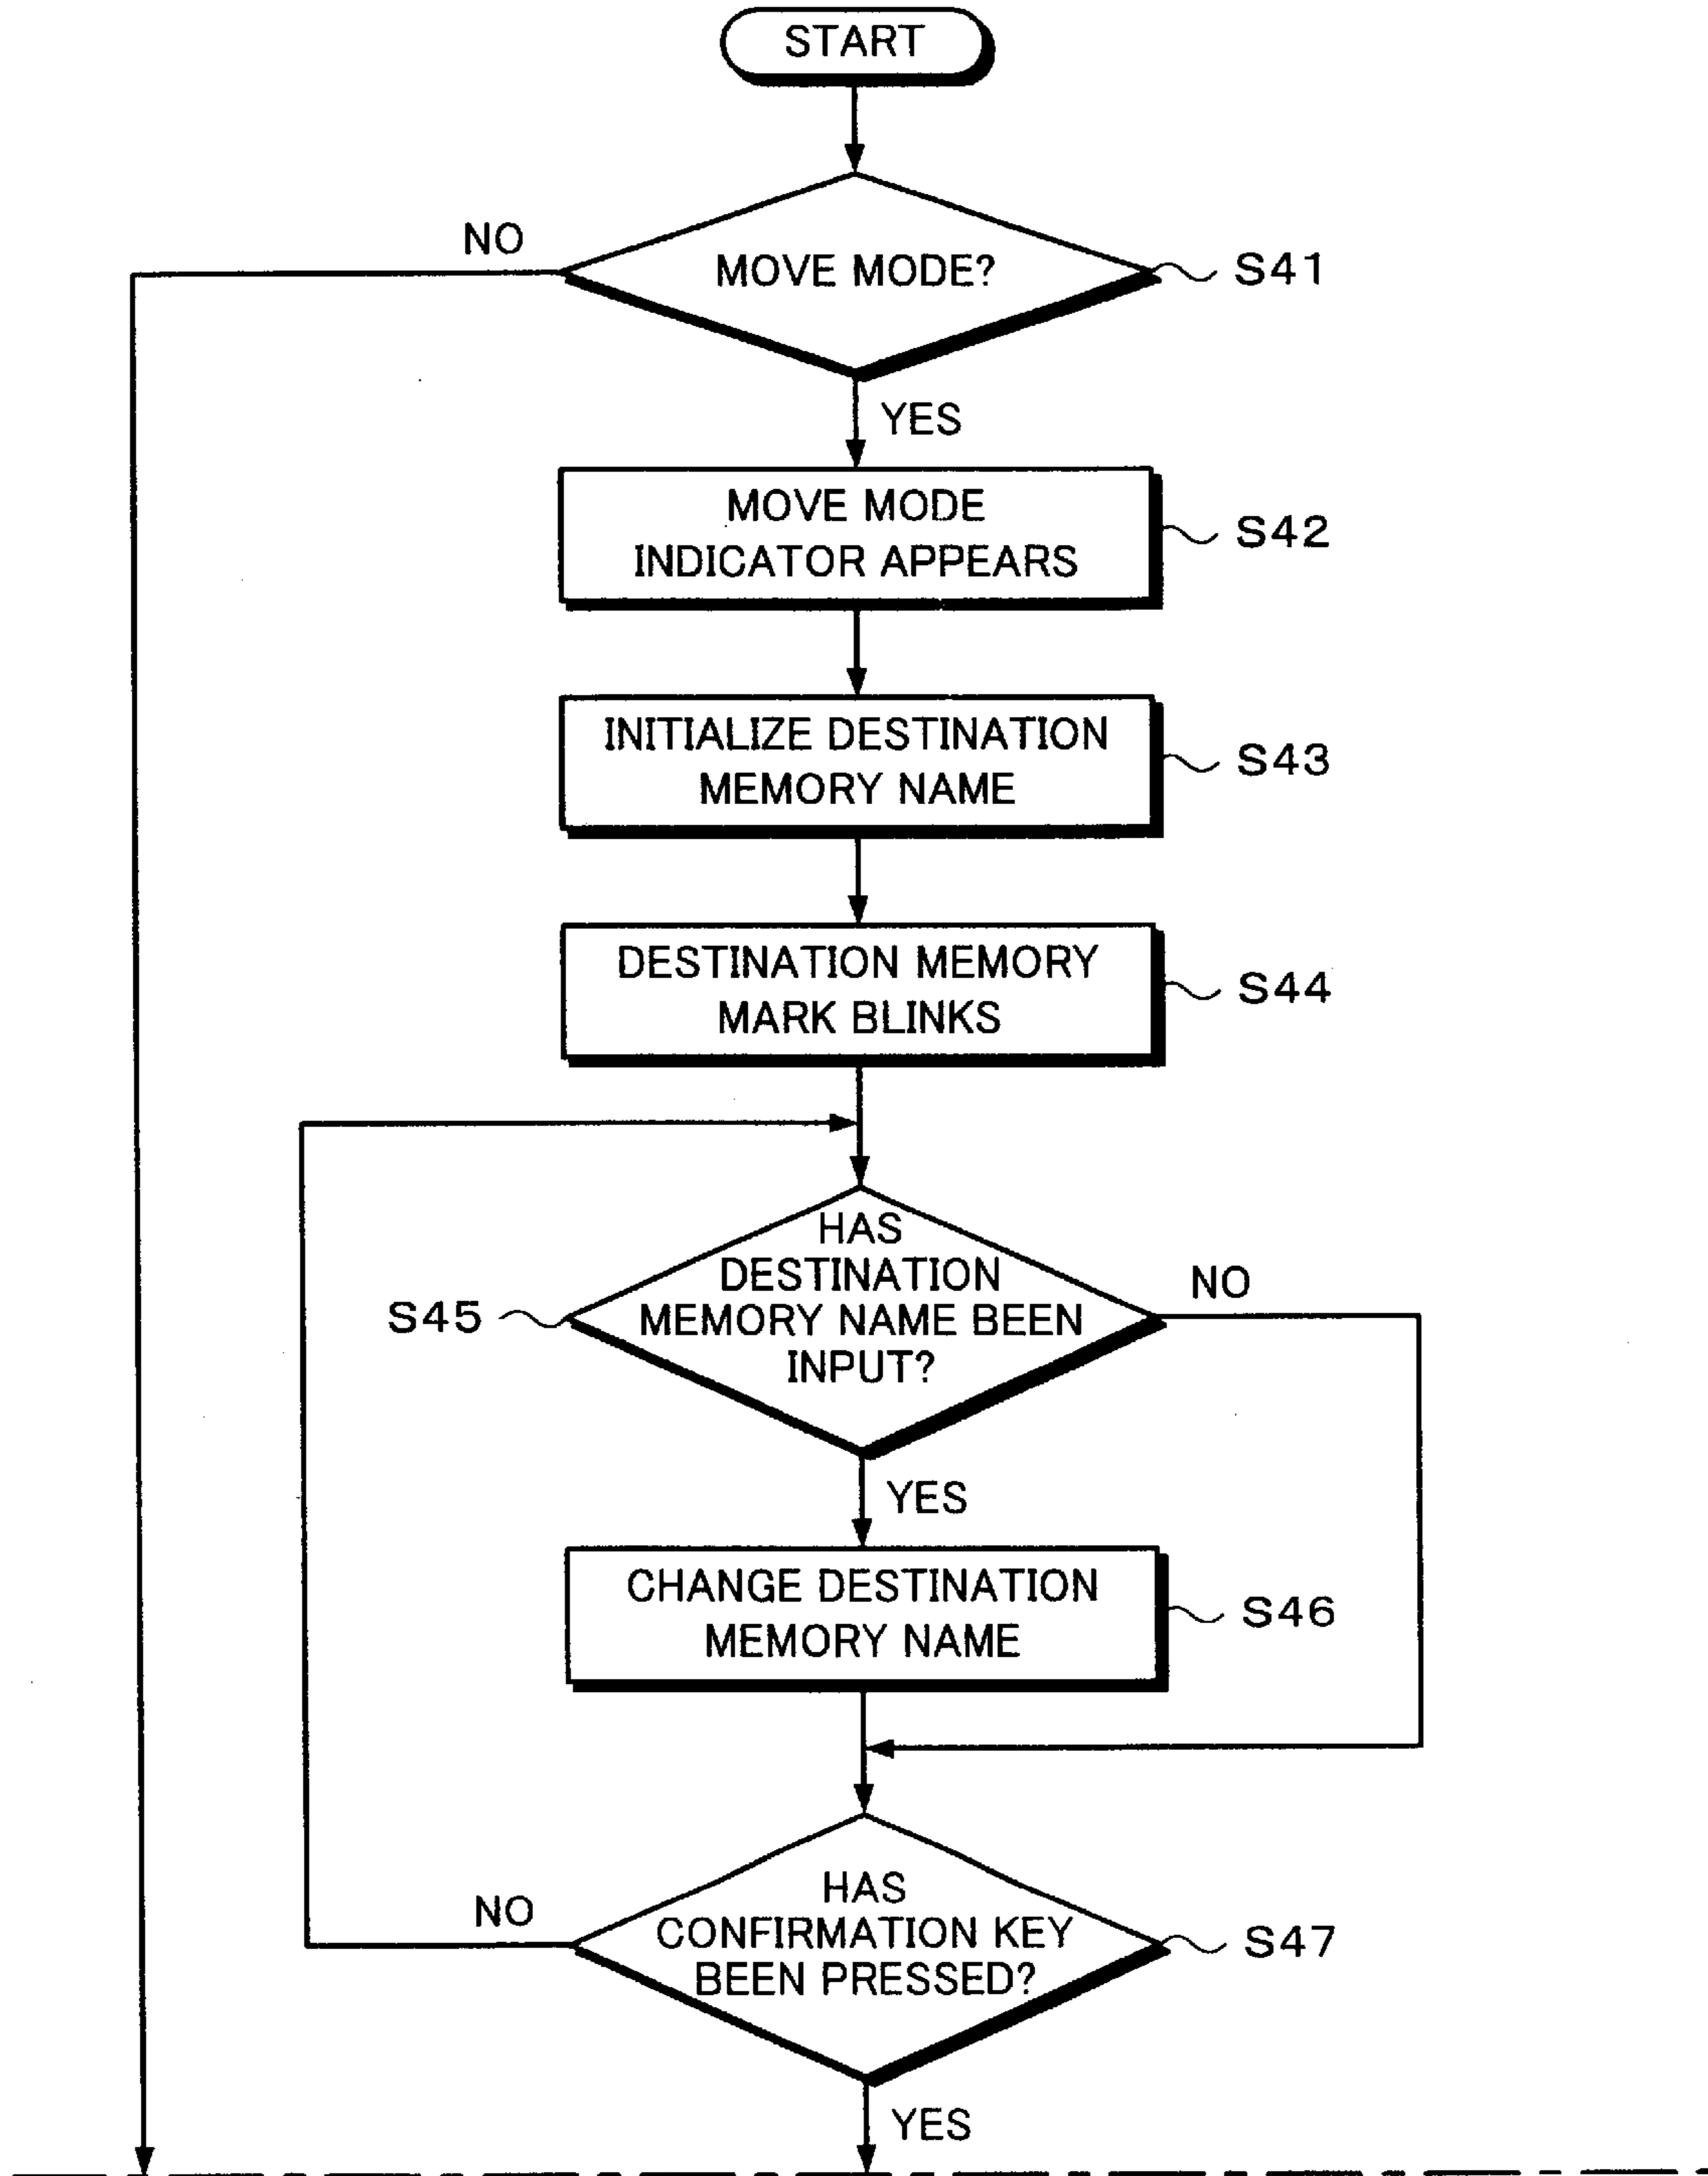 START
NO
MOVE MODE?
S41
YES
MOVE MODE
INDICATOR APPEARS
S42
INITIALIZE DESTINATION
MEMORY NAME
S43
DESTINATION MEMORY
MARK BLINKS
S44
HAS
DESTINATION
MEMORY NAME BEEN
INPUT?
S45
NO
YES
CHANGE DESTINATION
MEMORY NAME
S46
HAS
CONFIRMATION KEY
BEEN PRESSED?
NO
S47
YES